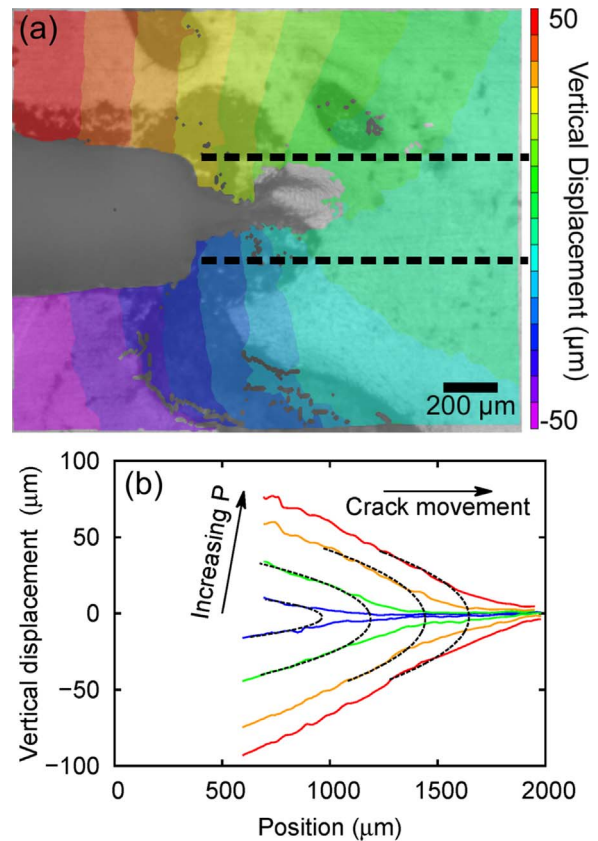 (a)
50
Vertical Displacement (µm)
-50
200 µm
(b)
100
50
0
−50
−100
Vertical displacement (µm)
Increasing P
Crack movement
0 500 1000 1500 2000
Position (µm)